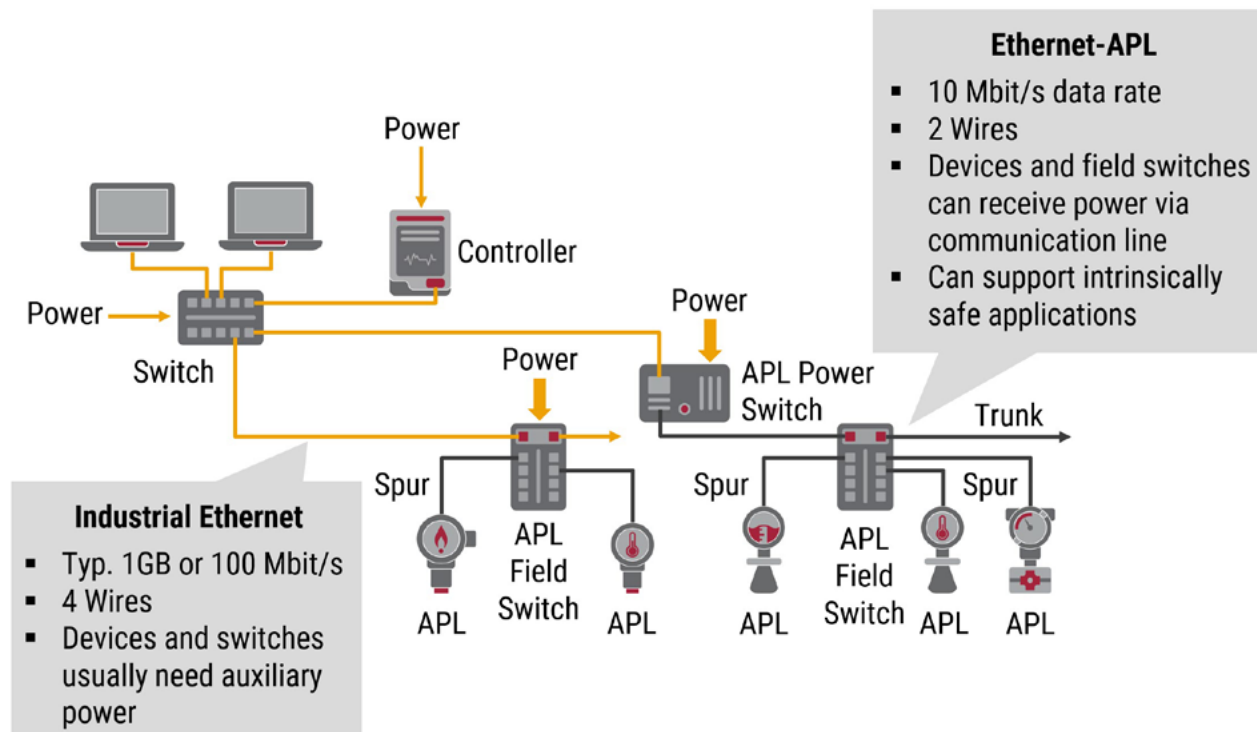 Ethernet-APL
▪ 10 Mbit/s data rate
▪ 2 Wires
▪ Devices and field switches
can receive power via
communication line
▪ Can support intrinsically
safe applications
Power
Controller
Power
Switch
Power
Power
APL Power
Switch
Trunk
Spur
APL
Field
Switch
APL
APL
Spur
Spur
APL
Field
Switch
APL
APL
APL
Industrial Ethernet
▪ Typ. 1GB or 100 Mbit/s
▪ 4 Wires
▪ Devices and switches
usually need auxiliary
power